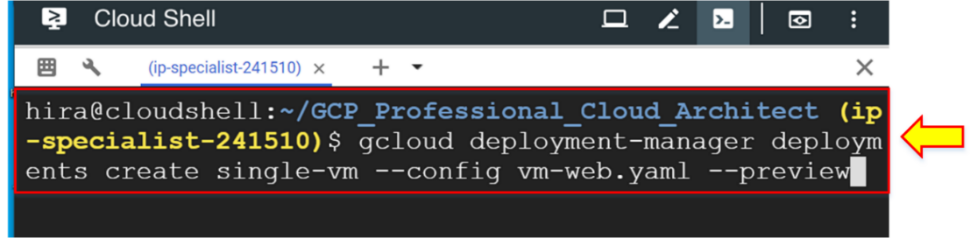 Cloud Shell
(ip-specialist-241510) × + 
hira@cloudshell:~/GCP_Professional_Cloud_Architect (ip
-specialist-241510)$ gcloud deployment-manager deploym
ents create single-vm --config vm-web.yaml --preview